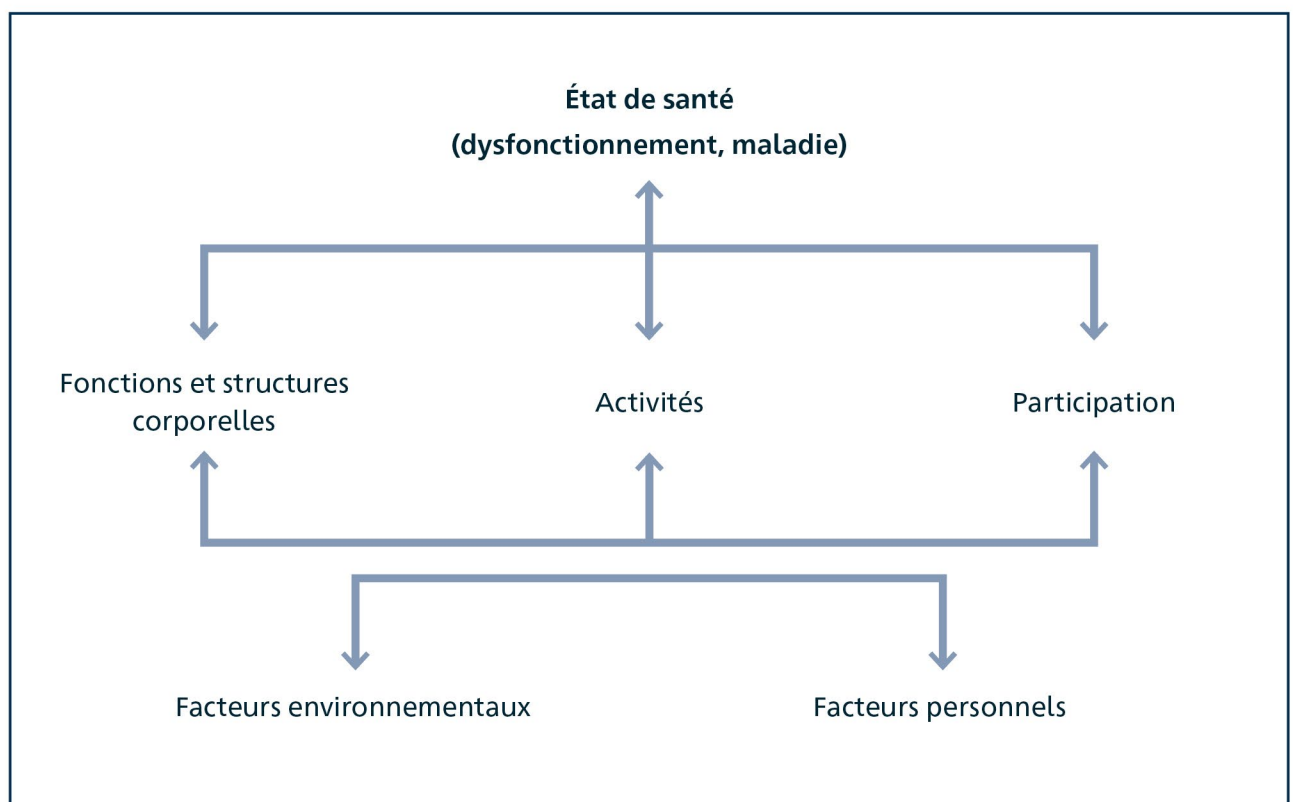 État de santé
(dysfonctionnement, maladie)
Fonctions et structures
corporelles
Activités
Participation
Facteurs environnementaux
Facteurs personnels